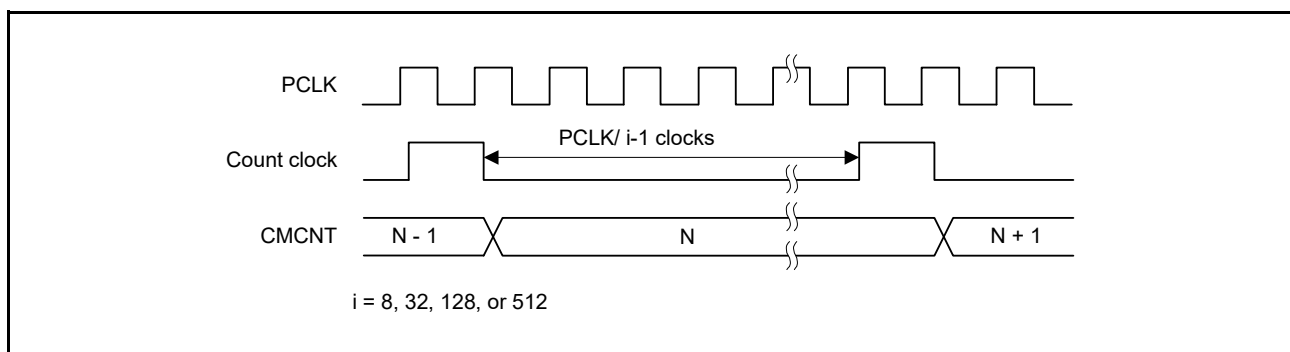 PCLK
PCLK/ i-1 clocks
Count clock
CMCNT N - 1 N N + 1
i = 8, 32, 128, or 512